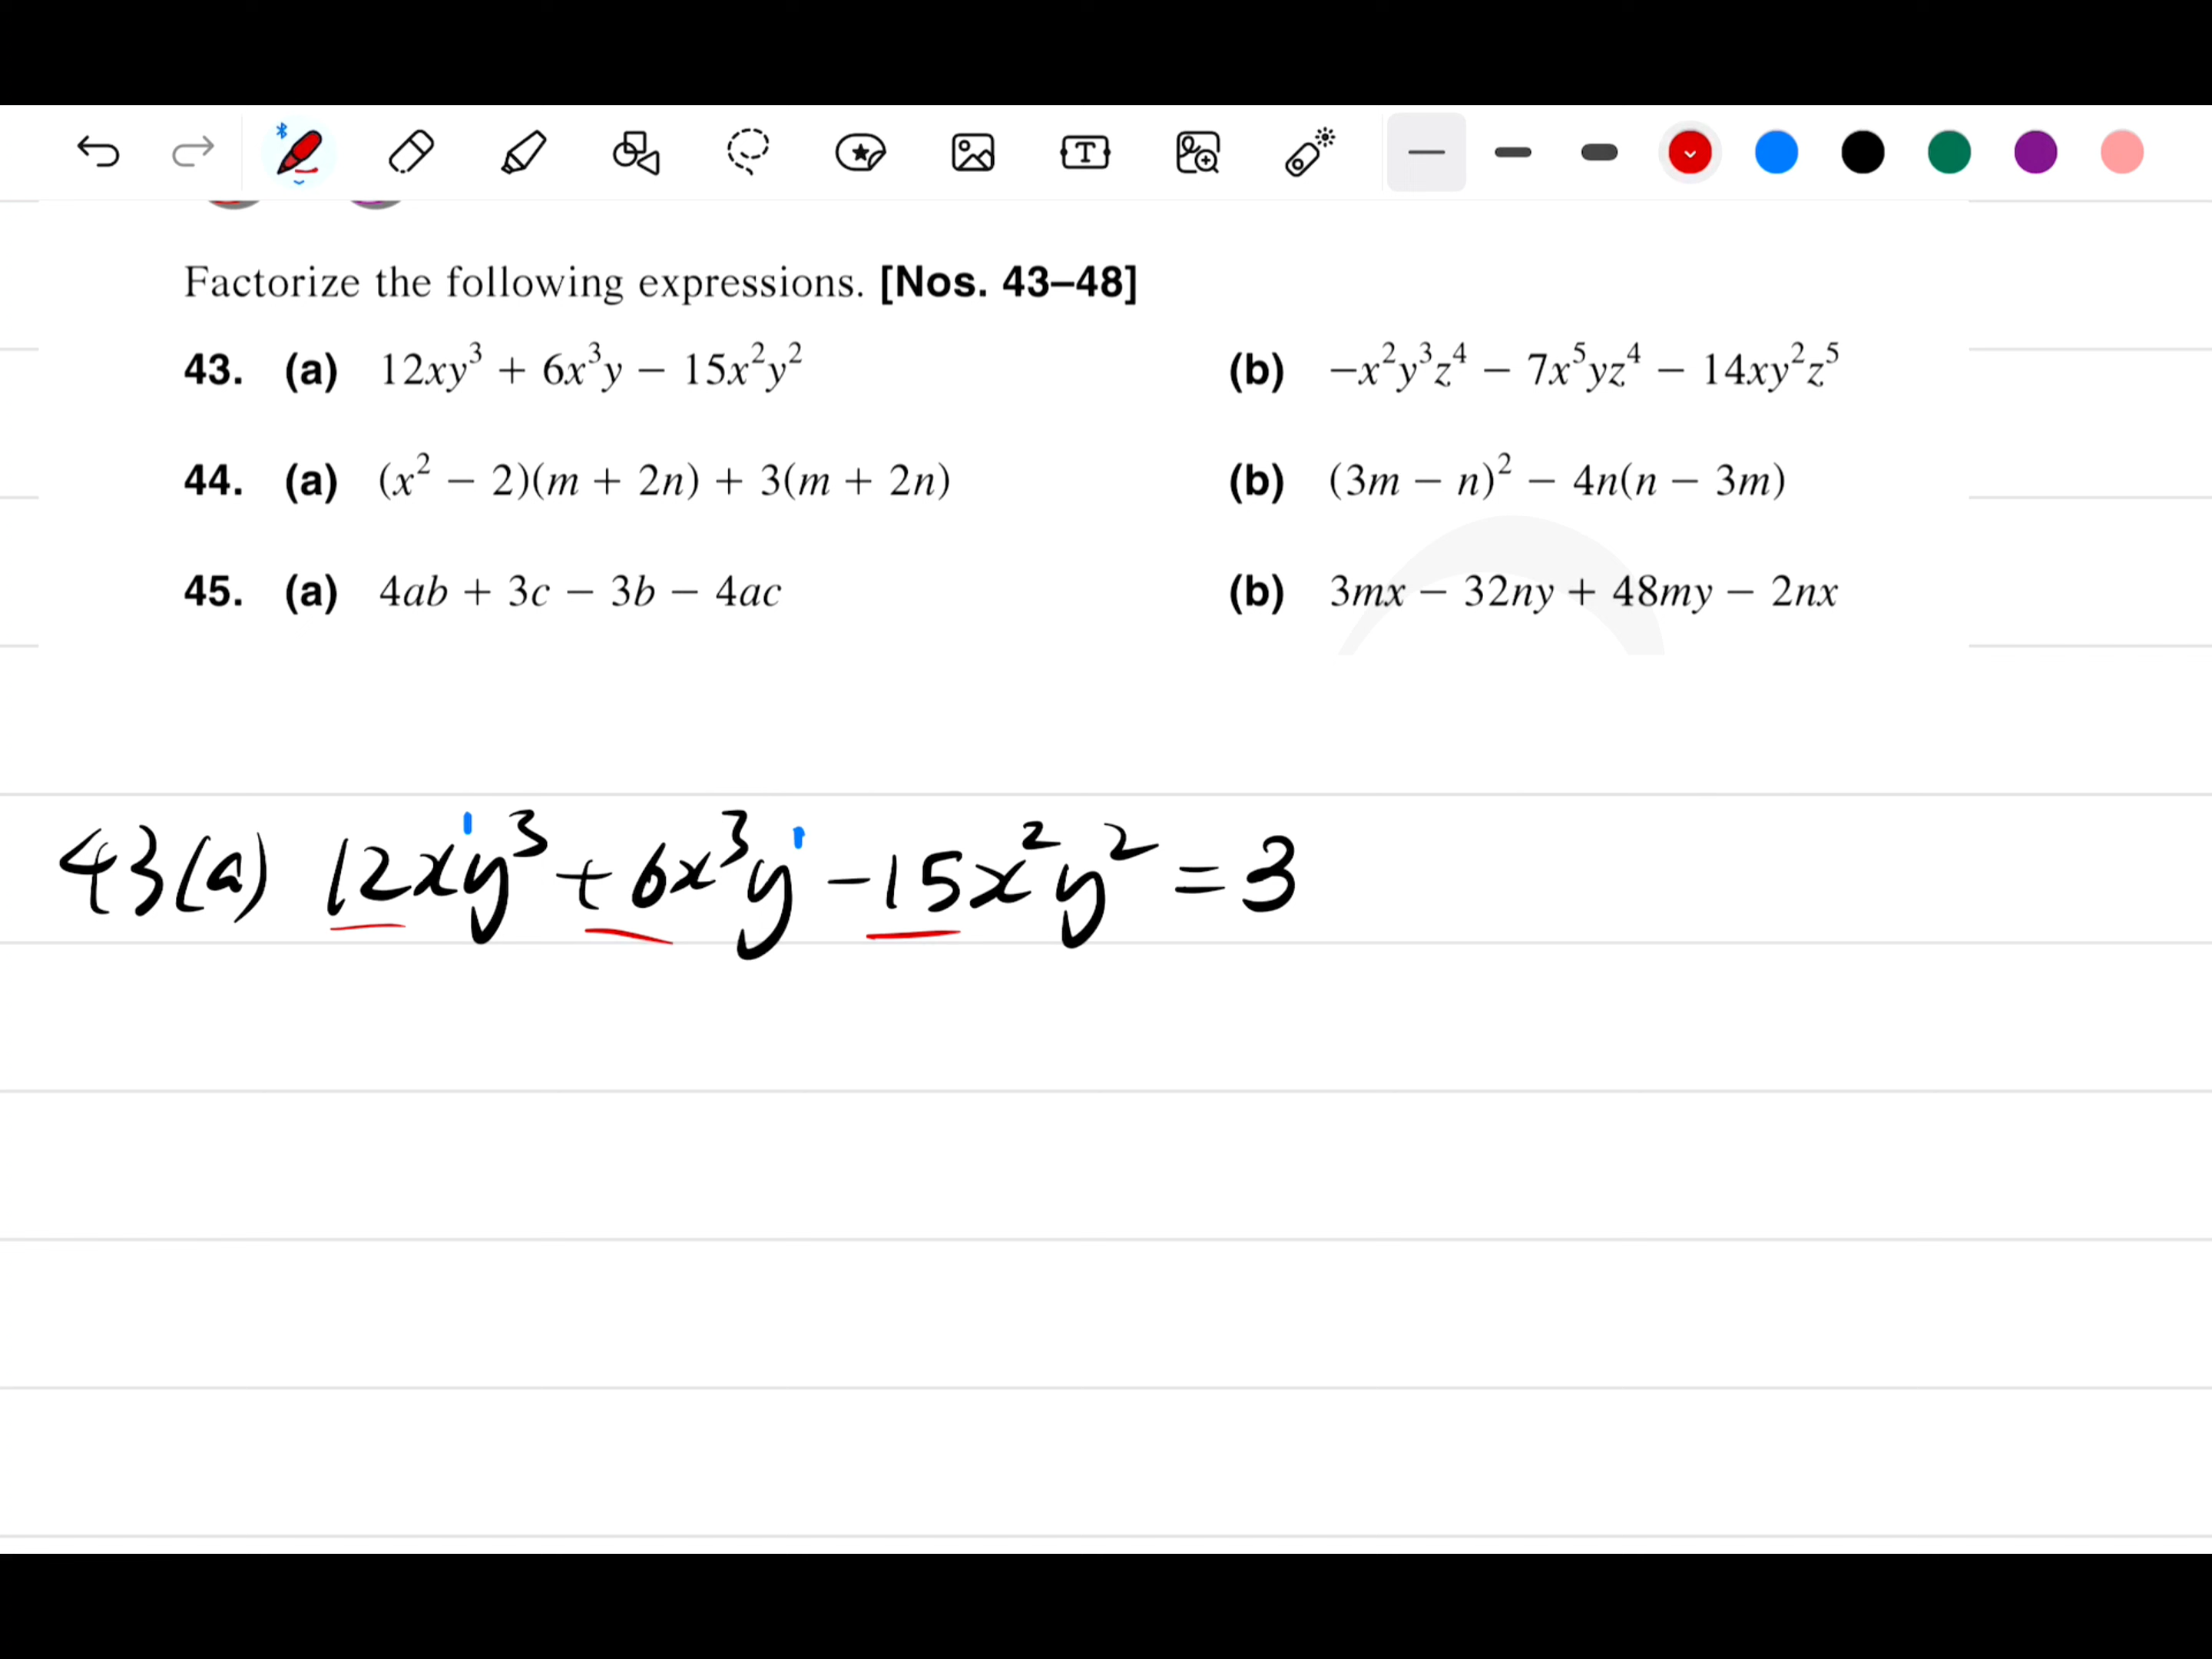 Factorize the following expressions. [Nos. 43–48]
43. (a) 12xy³ + 6x³y − 15x²y² (b) −x²y³z⁴ − 7x⁵yz⁴ − 14xy²z⁵
44. (a) (x² − 2)(m + 2n) + 3(m + 2n) (b) (3m − n)² − 4n(n − 3m)
45. (a) 4ab + 3c − 3b − 4ac (b) 3mx − 32ny + 48my − 2nx
43(a) 12x¹y³ + 6x³y¹ − 15x²y² = 3